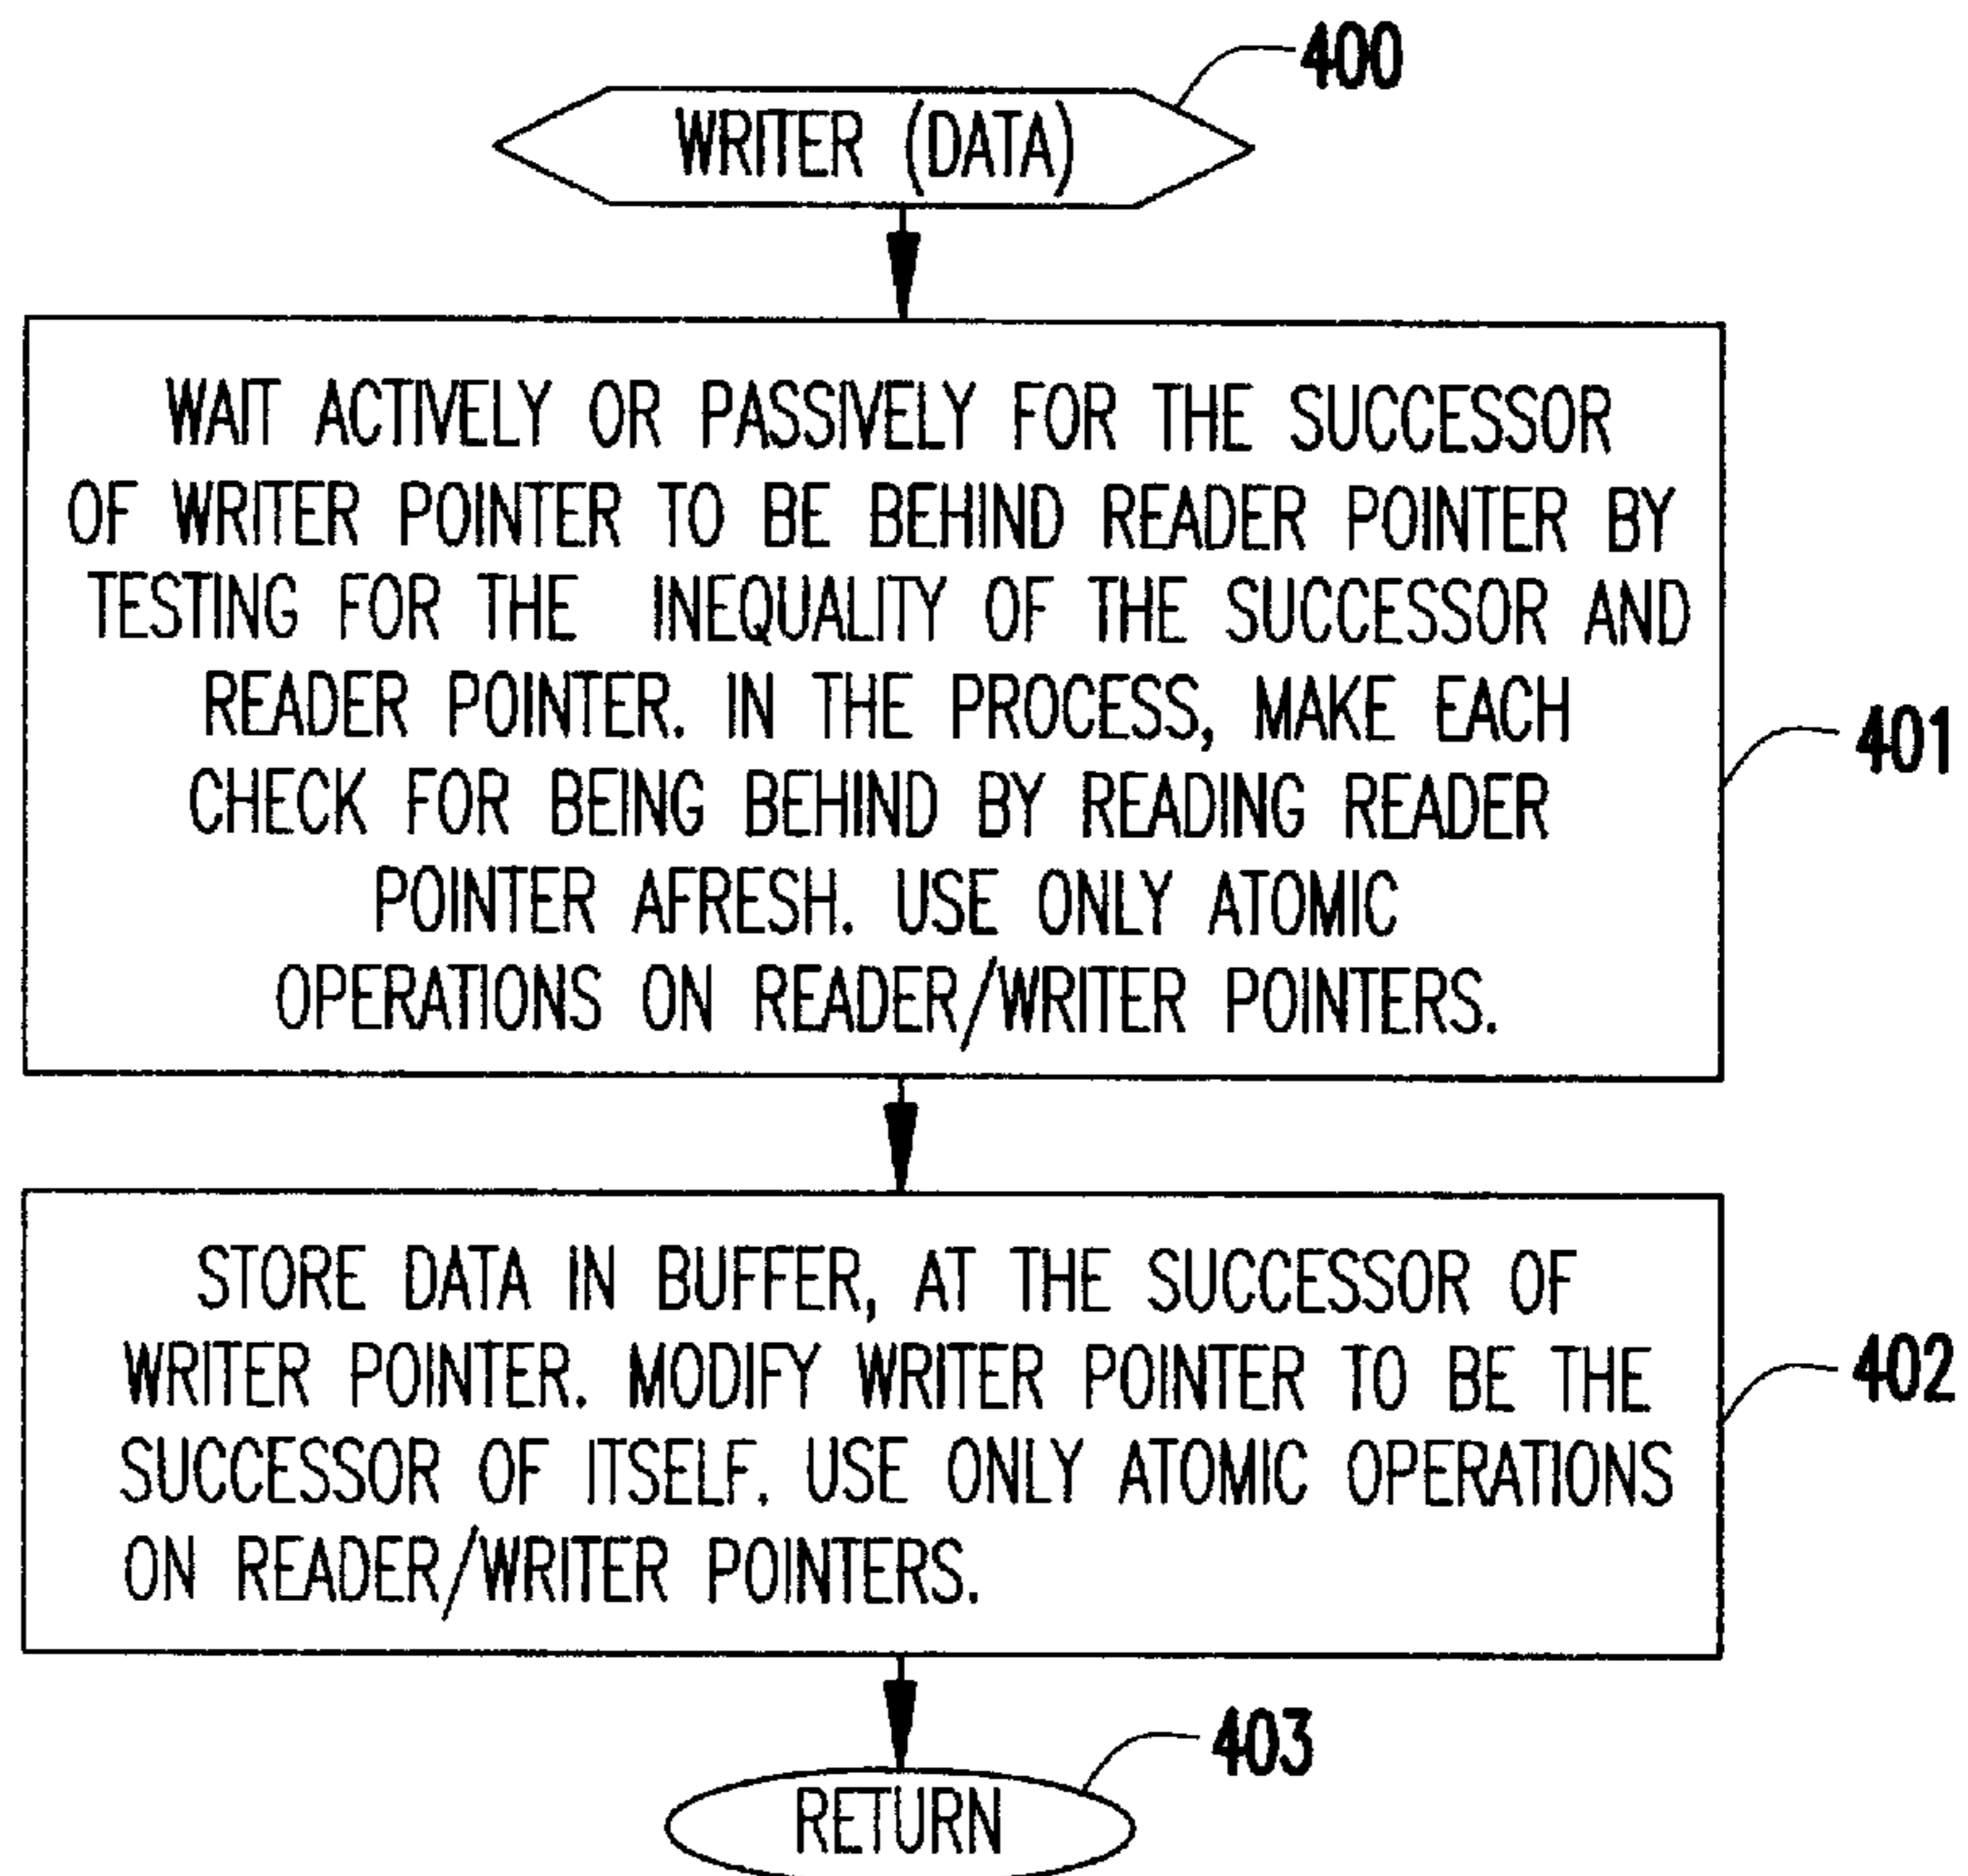 400
WRITER (DATA)
WAIT ACTIVELY OR PASSIVELY FOR THE SUCCESSOR
OF WRITER POINTER TO BE BEHIND READER POINTER BY
TESTING FOR THE INEQUALITY OF THE SUCCESSOR AND
READER POINTER. IN THE PROCESS, MAKE EACH
CHECK FOR BEING BEHIND BY READING READER
POINTER AFRESH. USE ONLY ATOMIC
OPERATIONS ON READER/WRITER POINTERS.
401
STORE DATA IN BUFFER, AT THE SUCCESSOR OF
WRITER POINTER. MODIFY WRITER POINTER TO BE THE
SUCCESSOR OF ITSELF. USE ONLY ATOMIC OPERATIONS
ON READER/WRITER POINTERS.
402
403
RETURN